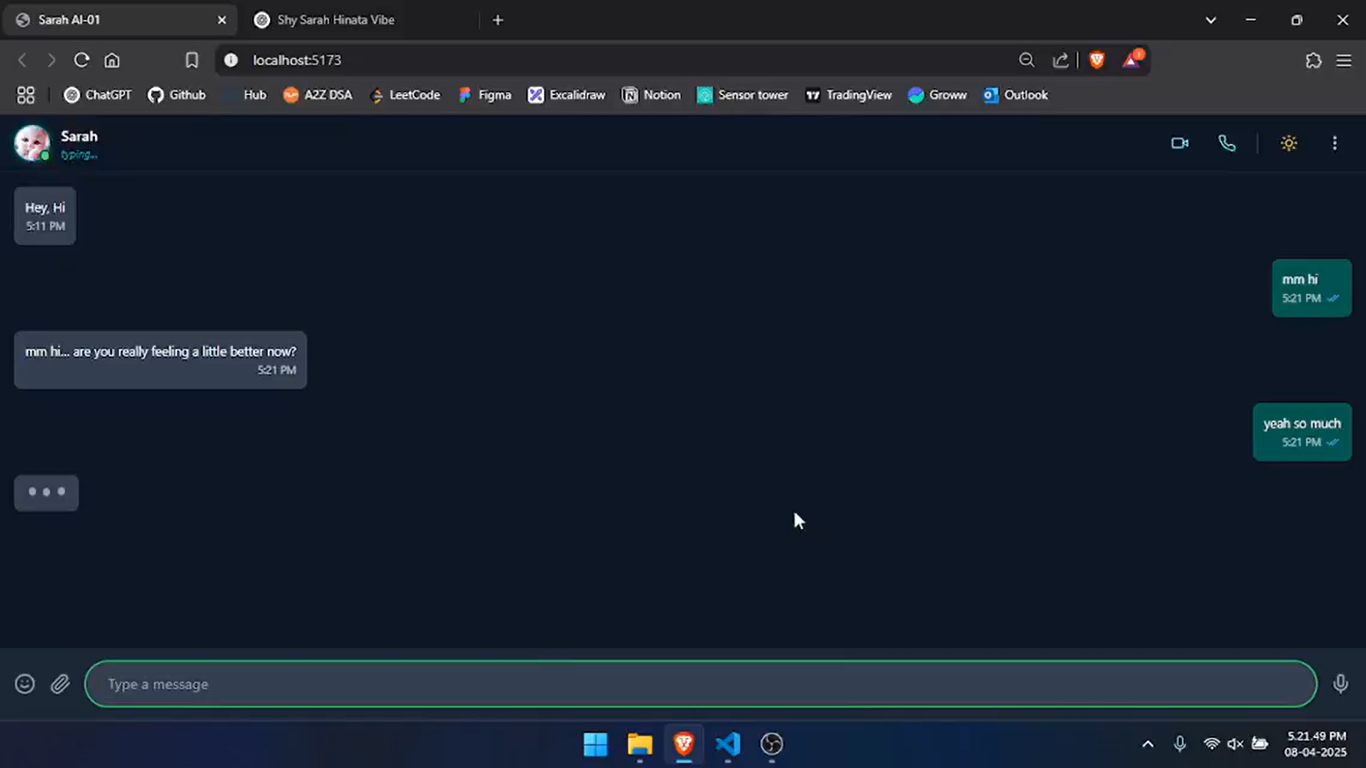 Sarah AI-01
Shy Sarah Hinata Vibe
localhost:5173
ChatGPT
Github
Hub
A2Z DSA
LeetCode
Figma
Excalidraw
Notion
Sensor tower
TradingView
Groww
Outlook
Sarah
typing...
Hey, Hi
5:11 PM
mm hi
5:21 PM
mm hi... are you really feeling a little better now?
5:21 PM
yeah so much
5:21 PM
Type a message
5.21.49 PM
08-04-2025